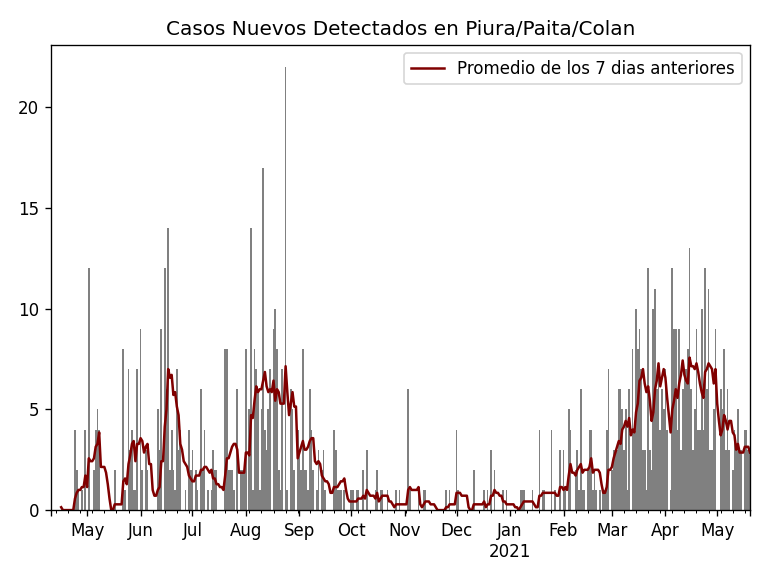 Casos Nuevos Detectados en Piura/Paita/Colan
Promedio de los 7 dias anteriores
20
15
10
5
0
May Jun Jul Aug Sep Oct Nov Dec Jan Feb Mar Apr May
2021